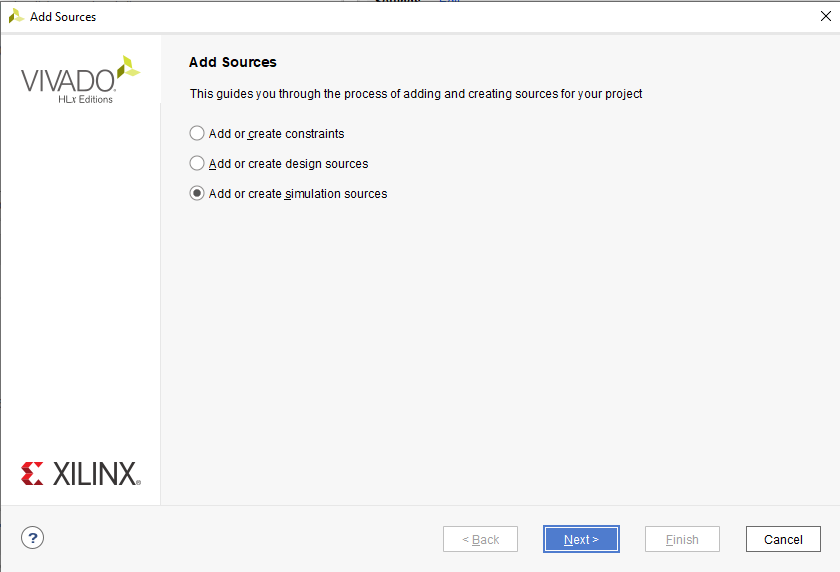 Add Sources
VIVADO.
HLx Editions
Add Sources
This guides you through the process of adding and creating sources for your project
Add or create constraints
Add or create design sources
Add or create simulation sources
XILINX®
?
< Back
Next >
Finish
Cancel